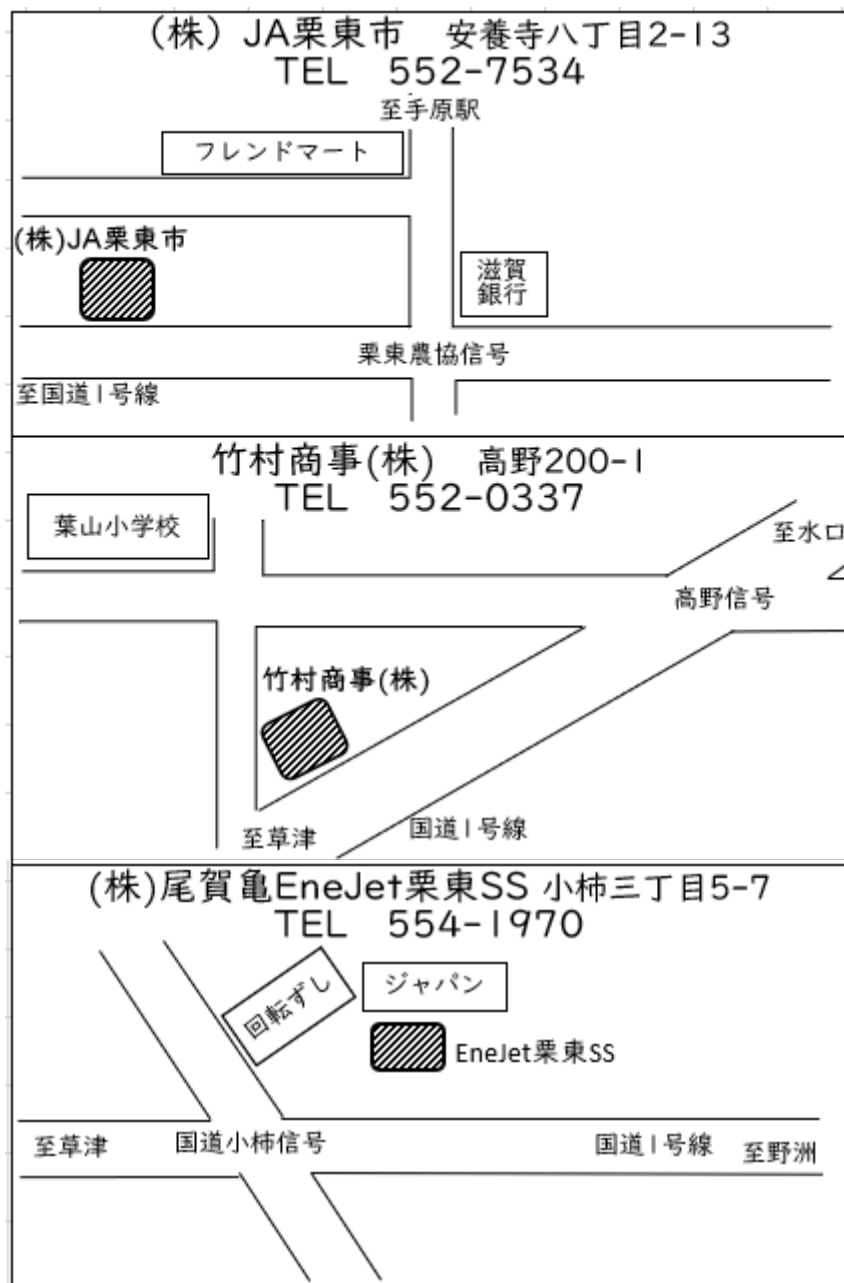 (株) JA栗東市　安養寺八丁目2-13
TEL　552-7534
至手原駅
フレンドマート
(株)JA栗東市
滋賀
銀行
栗東農協信号
至国道1号線
竹村商事(株)　高野200-1
TEL　552-0337
葉山小学校
至水口
高野信号
竹村商事(株)
至草津
国道1号線
(株)尾賀亀EneJet栗東SS 小柿三丁目5-7
TEL　554-1970
回転ずし
ジャパン
EneJet栗東SS
至草津
国道小柿信号
国道1号線
至野洲